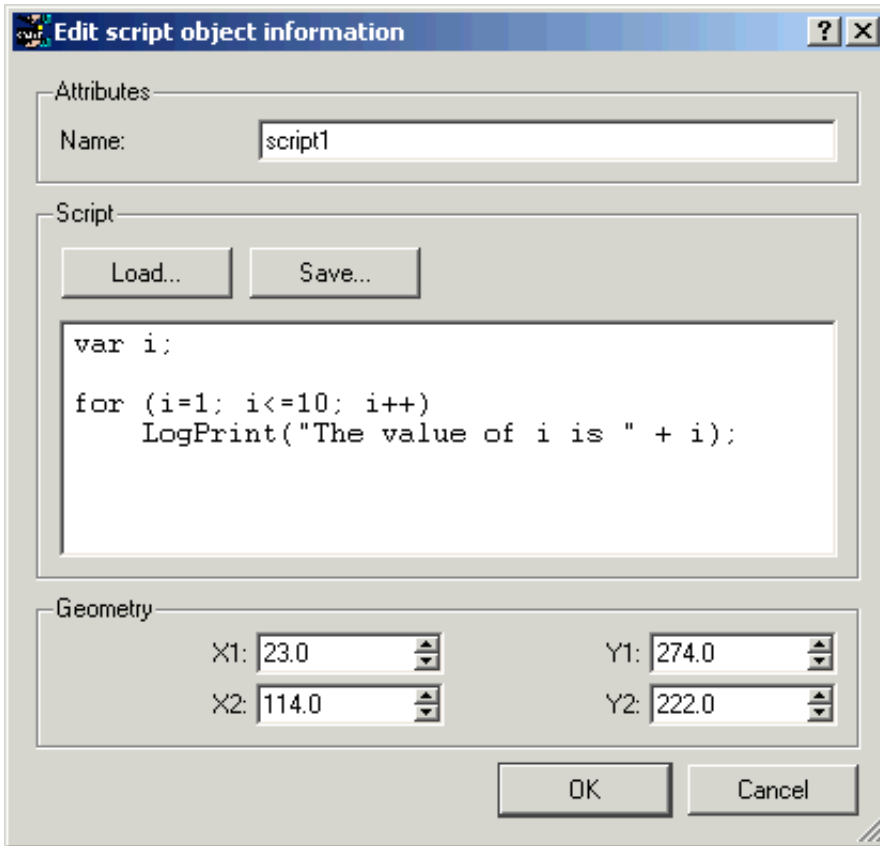 Edit script object information
Attributes
Name: script1
Script
Load... Save...
var i;
for (i=1; i<=10; i++)
LogPrint("The value of i is " + i);
Geometry
X1: 23.0 Y1: 274.0
X2: 114.0 Y2: 222.0
OK Cancel